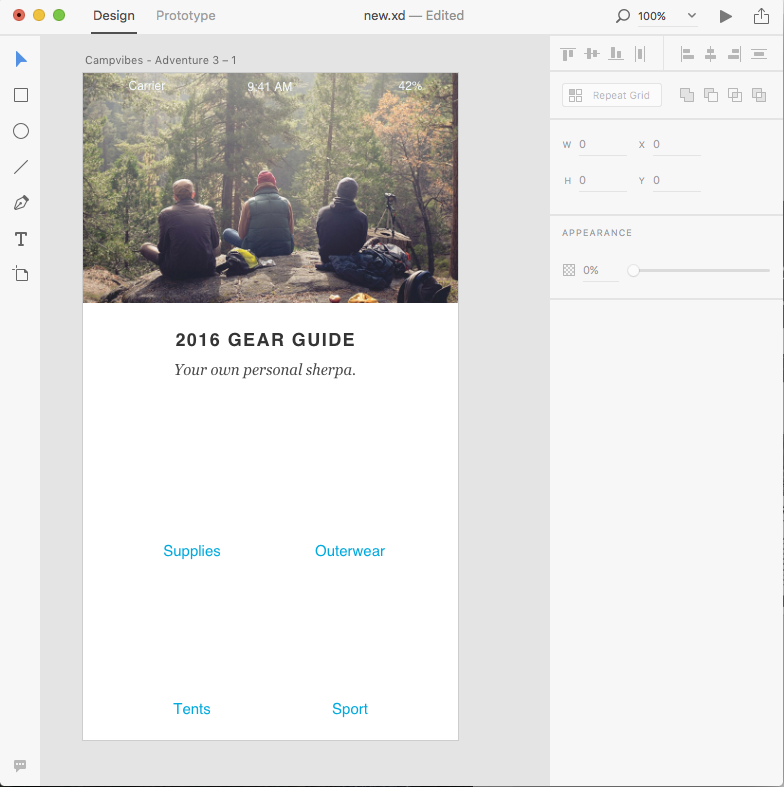 Design Prototype new.xd — Edited 100%
Campvibes - Adventure 3 – 1
Carrier 9:41 AM 42%
Repeat Grid
W 0 X 0
H 0 Y 0
APPEARANCE
0%
2016 GEAR GUIDE
Your own personal sherpa.
Supplies Outerwear
Tents Sport
T